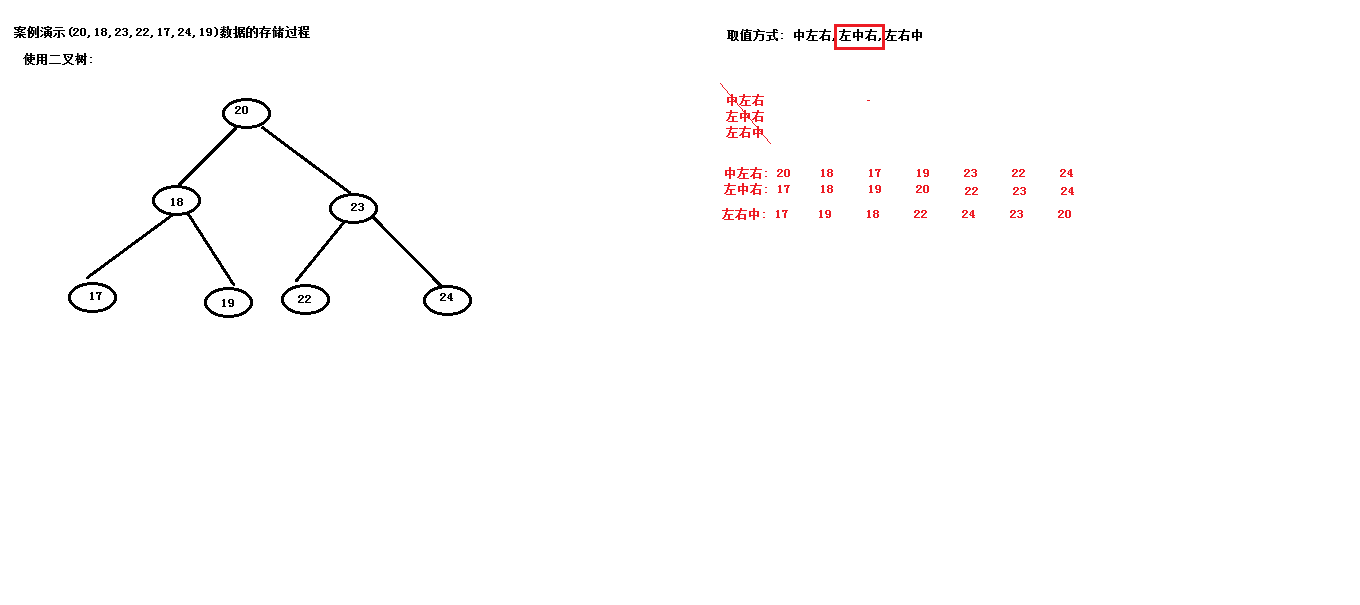 案例演示(20,18,23,22,17,24,19)数据的存储过程
使用二叉树:
20
18
23
17
19
22
24
取值方式: 中左右,左中右,左右中
中左右
左中右
左右中
中左右: 20 18 17 19 23 22 24
左中右: 17 18 19 20 22 23 24
左右中: 17 19 18 22 24 23 20